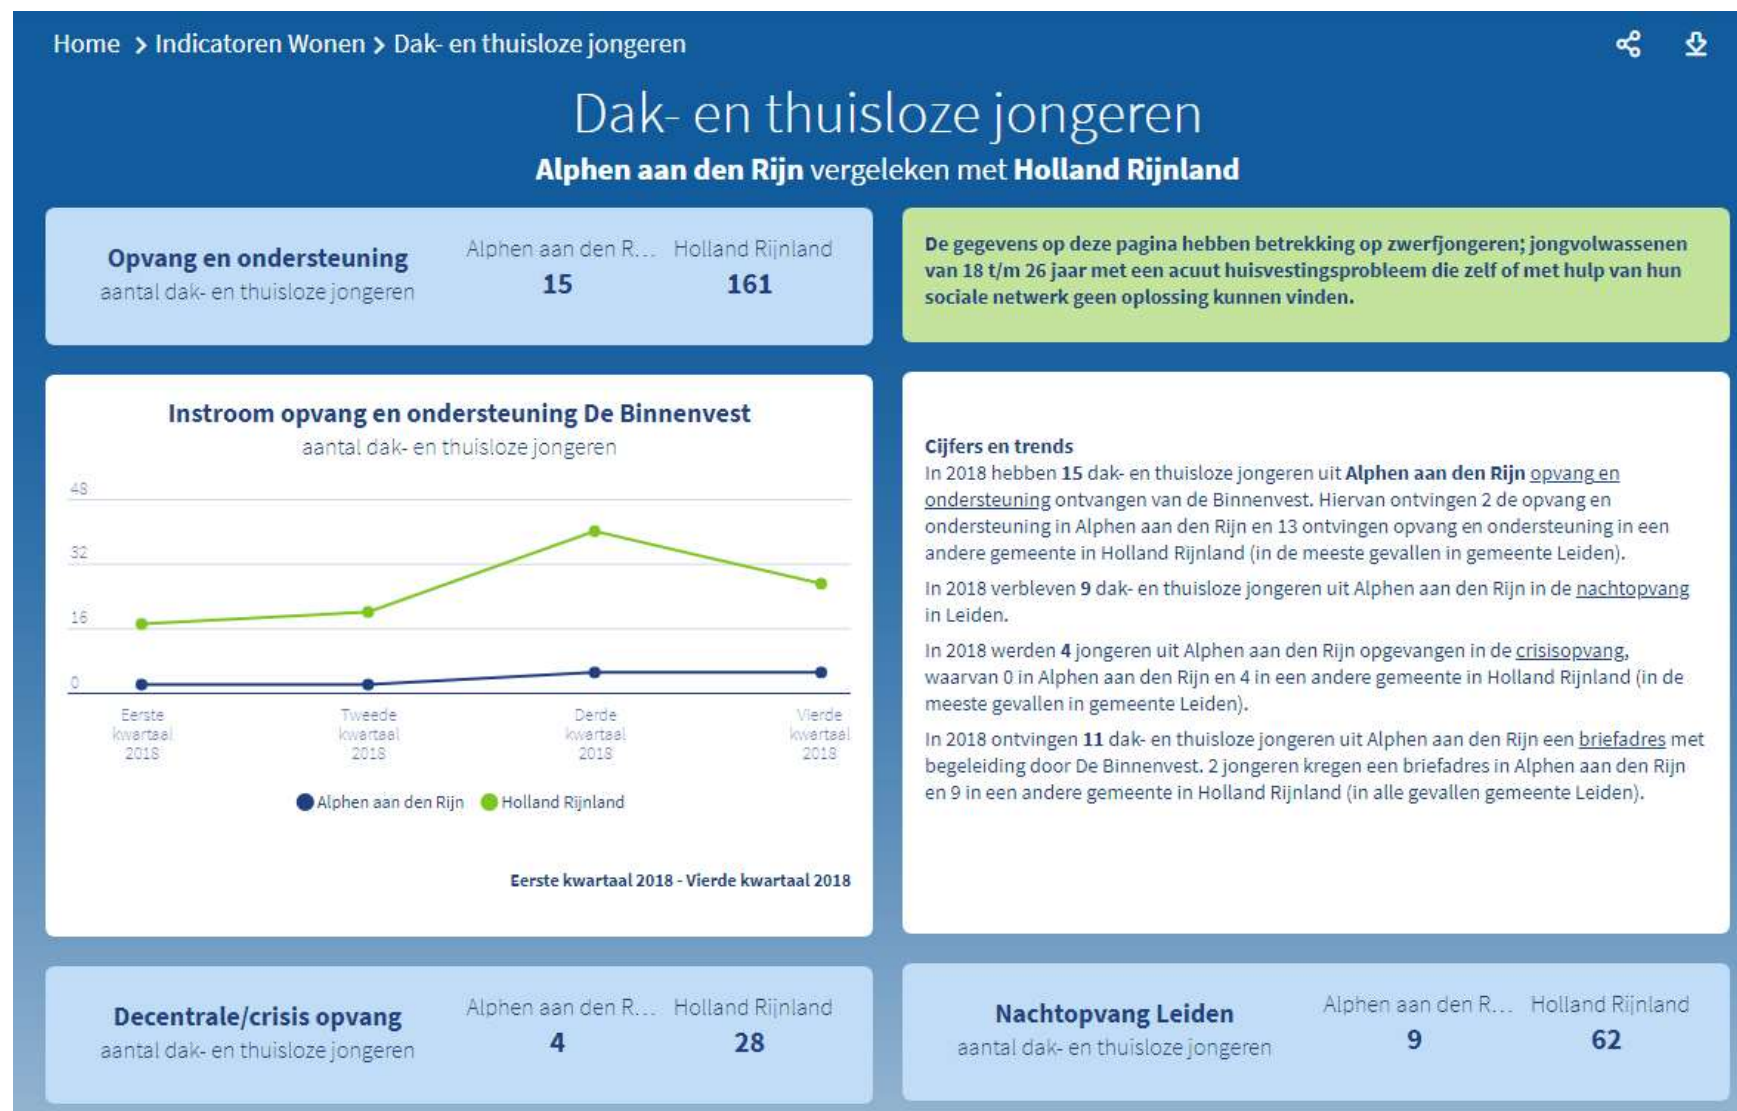 Home > Indicatoren Wonen > Dak- en thuisloze jongeren
Dak- en thuisloze jongeren
Alphen aan den Rijn vergeleken met Holland Rijnland
Opvang en ondersteuning
aantal dak- en thuisloze jongeren
Alphen aan den R... Holland Rijnland
15 161
De gegevens op deze pagina hebben betrekking op zwerfjongeren; jongvolwassenen
van 18 t/m 26 jaar met een acuut huisvestingsprobleem die zelf of met hulp van hun
sociale netwerk geen oplossing kunnen vinden.
Instroom opvang en ondersteuning De Binnenvest
aantal dak- en thuisloze jongeren
48
32
16
0
Eerste kwartaal 2018
Tweede kwartaal 2018
Derde kwartaal 2018
Vierde kwartaal 2018
Alphen aan den Rijn Holland Rijnland
Eerste kwartaal 2018 - Vierde kwartaal 2018
Cijfers en trends
In 2018 hebben 15 dak- en thuisloze jongeren uit Alphen aan den Rijn opvang en
ondersteuning ontvangen van de Binnenvest. Hiervan ontvingen 2 de opvang en
ondersteuning in Alphen aan den Rijn en 13 ontvingen opvang en ondersteuning in een
andere gemeente in Holland Rijnland (in de meeste gevallen in gemeente Leiden).
In 2018 verbleven 9 dak- en thuisloze jongeren uit Alphen aan den Rijn in de nachtopvang
in Leiden.
In 2018 werden 4 jongeren uit Alphen aan den Rijn opgevangen in de crisisopvang,
waarvan 0 in Alphen aan den Rijn en 4 in een andere gemeente in Holland Rijnland (in de
meeste gevallen in gemeente Leiden).
In 2018 ontvingen 11 dak- en thuisloze jongeren uit Alphen aan den Rijn een briefadres met
begeleiding door De Binnenvest. 2 jongeren kregen een briefadres in Alphen aan den Rijn
en 9 in een andere gemeente in Holland Rijnland (in alle gevallen gemeente Leiden).
Decentrale/crisis opvang
aantal dak- en thuisloze jongeren
Alphen aan den R... Holland Rijnland
4 28
Nachtopvang Leiden
aantal dak- en thuisloze jongeren
Alphen aan den R... Holland Rijnland
9 62